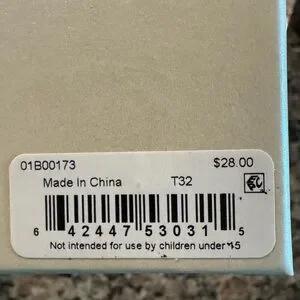 01B00173 $28.00
Made In China T32
6 42447 53031 5
Not intended for use by children under 15